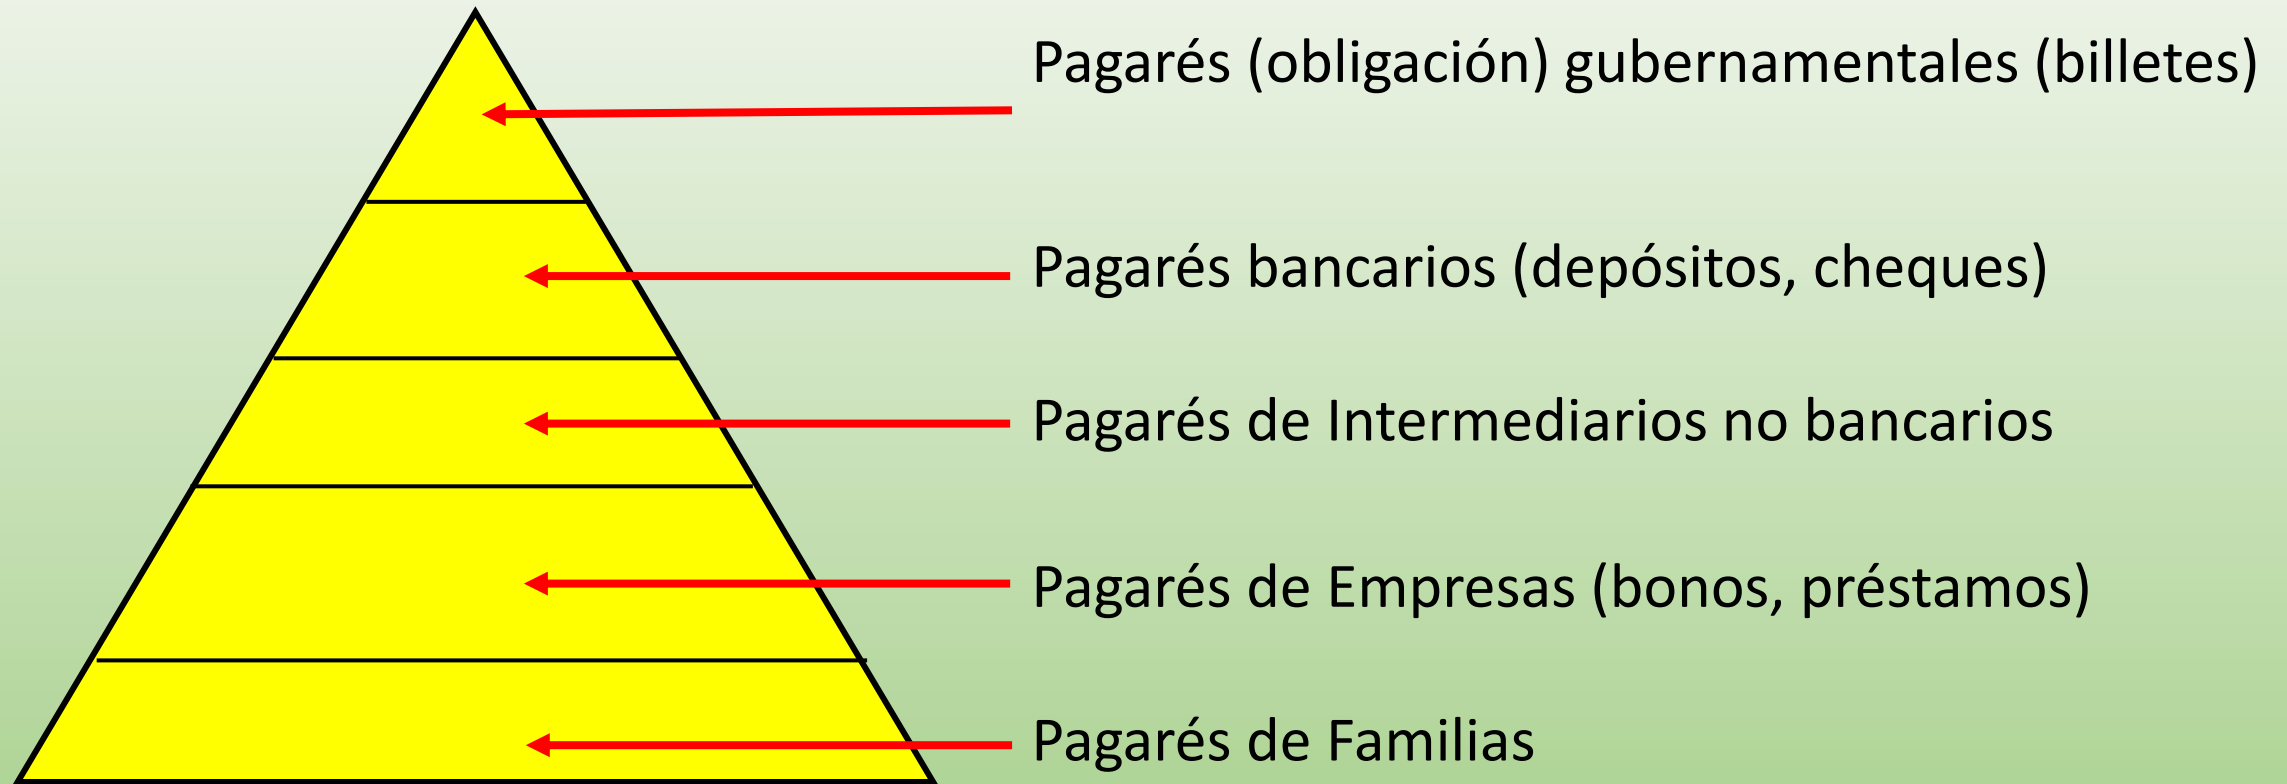 Pagarés (obligación) gubernamentales (billetes)
Pagarés bancarios (depósitos, cheques)
Pagarés de Intermediarios no bancarios
Pagarés de Empresas (bonos, préstamos)
Pagarés de Familias